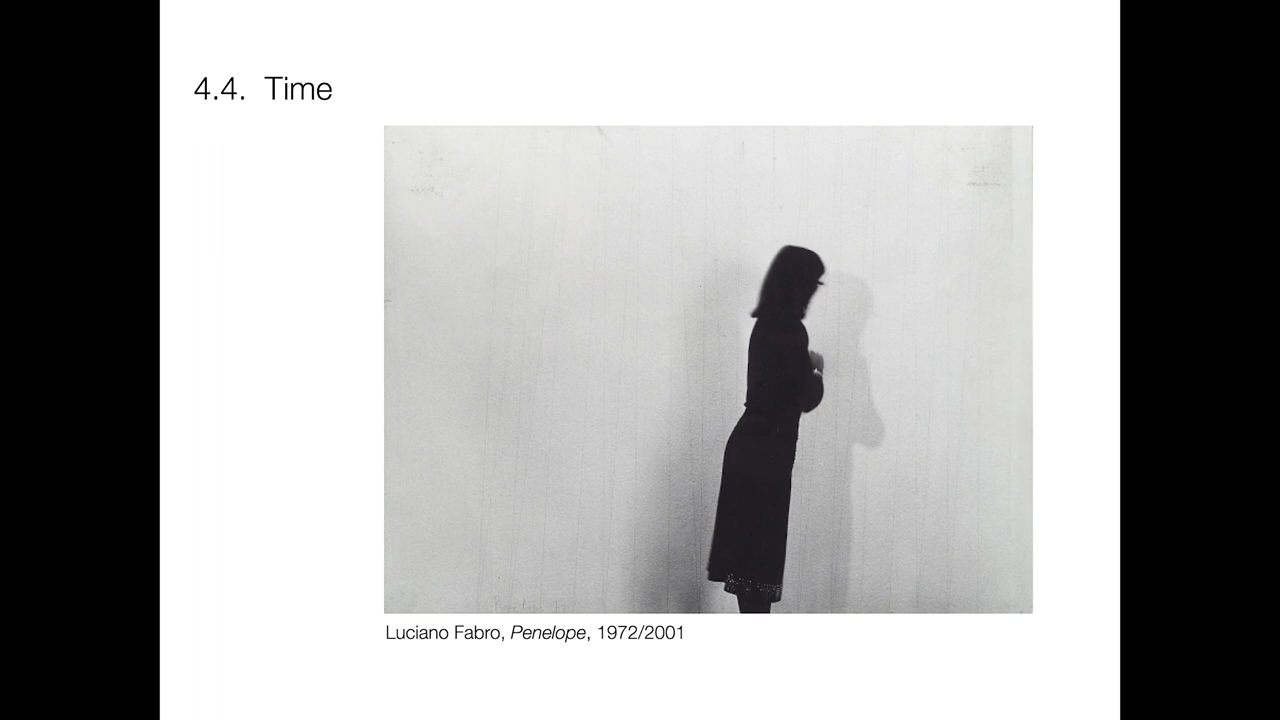 4.4. Time
Luciano Fabro, Penelope, 1972/2001